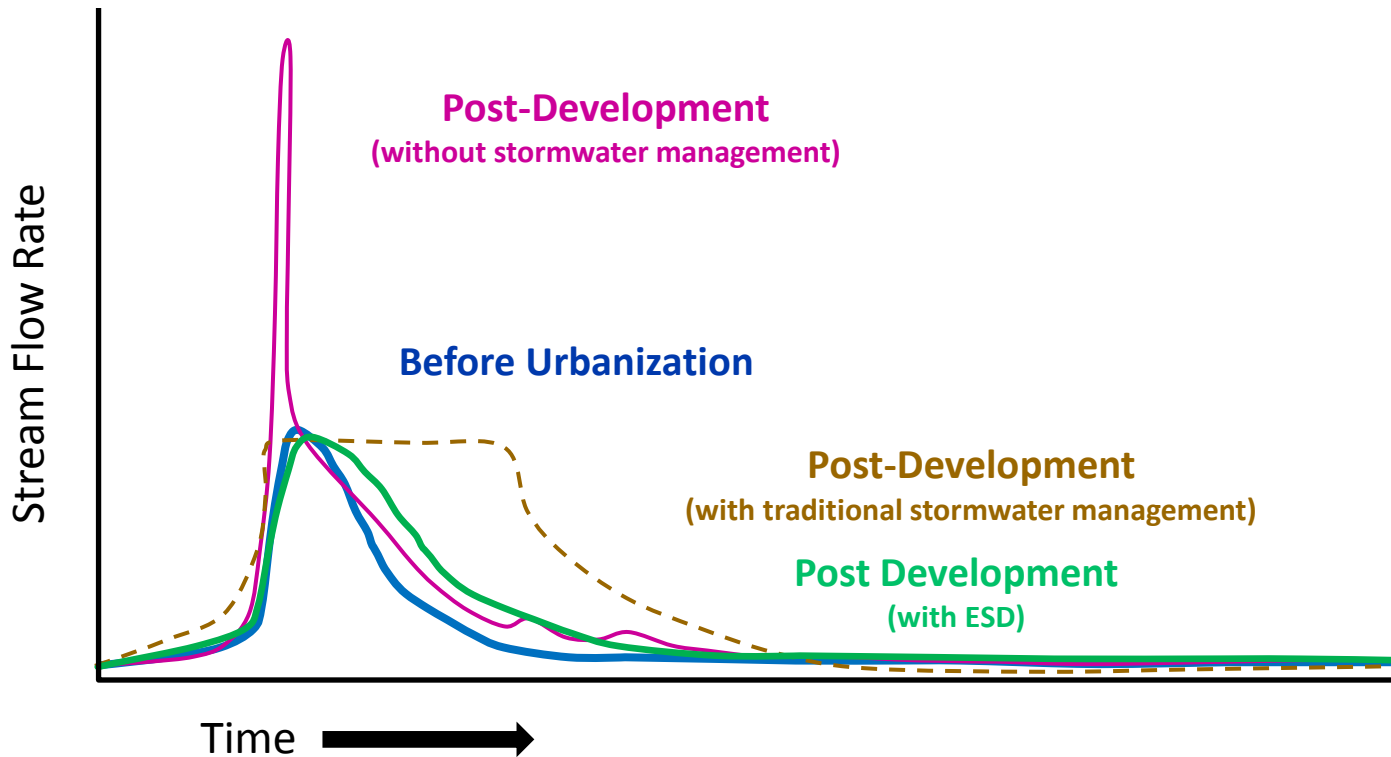 Post-Development
(without stormwater management)
Stream Flow Rate
Before Urbanization
Post-Development
(with traditional stormwater management)
Post Development
(with ESD)
Time